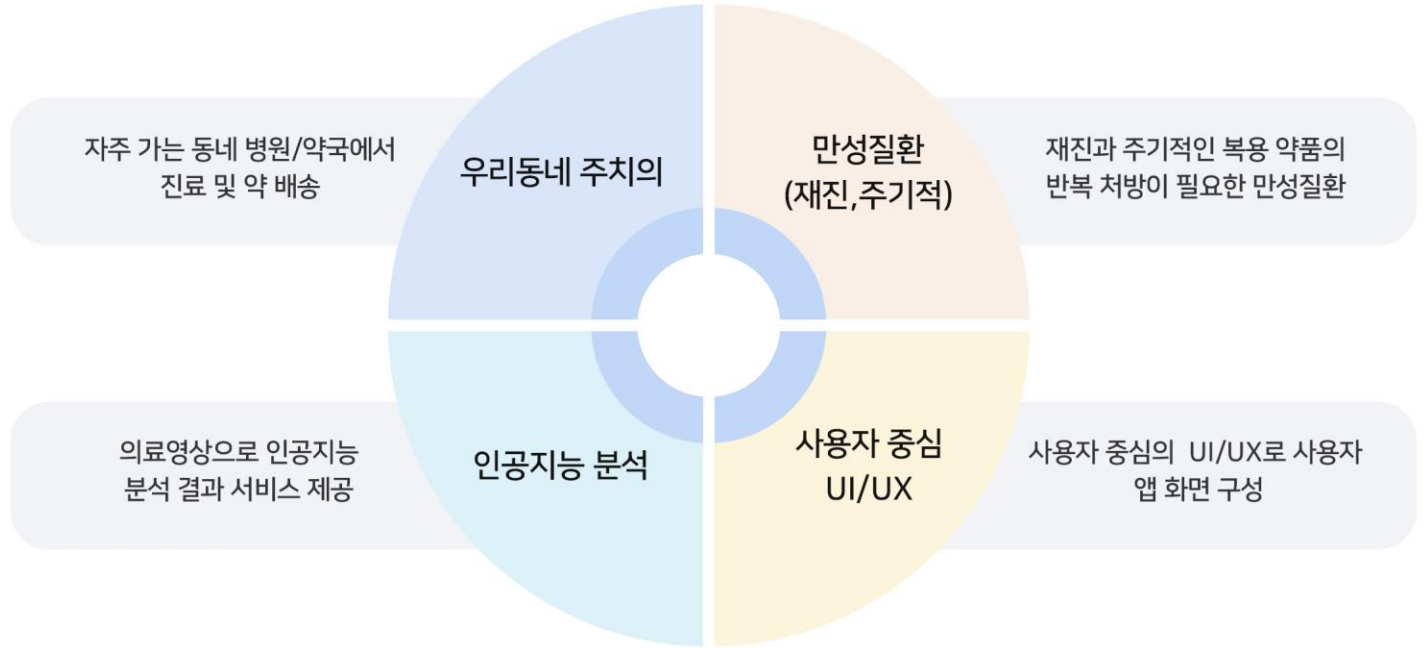 자주 가는 동네 병원/약국에서
진료 및 약 배송
우리동네 주치의
만성질환
(재진,주기적)
재진과 주기적인 복용 약품의
반복 처방이 필요한 만성질환
의료영상으로 인공지능
분석 결과 서비스 제공
인공지능 분석
사용자 중심
UI/UX
사용자 중심의 UI/UX로 사용자
앱 화면 구성